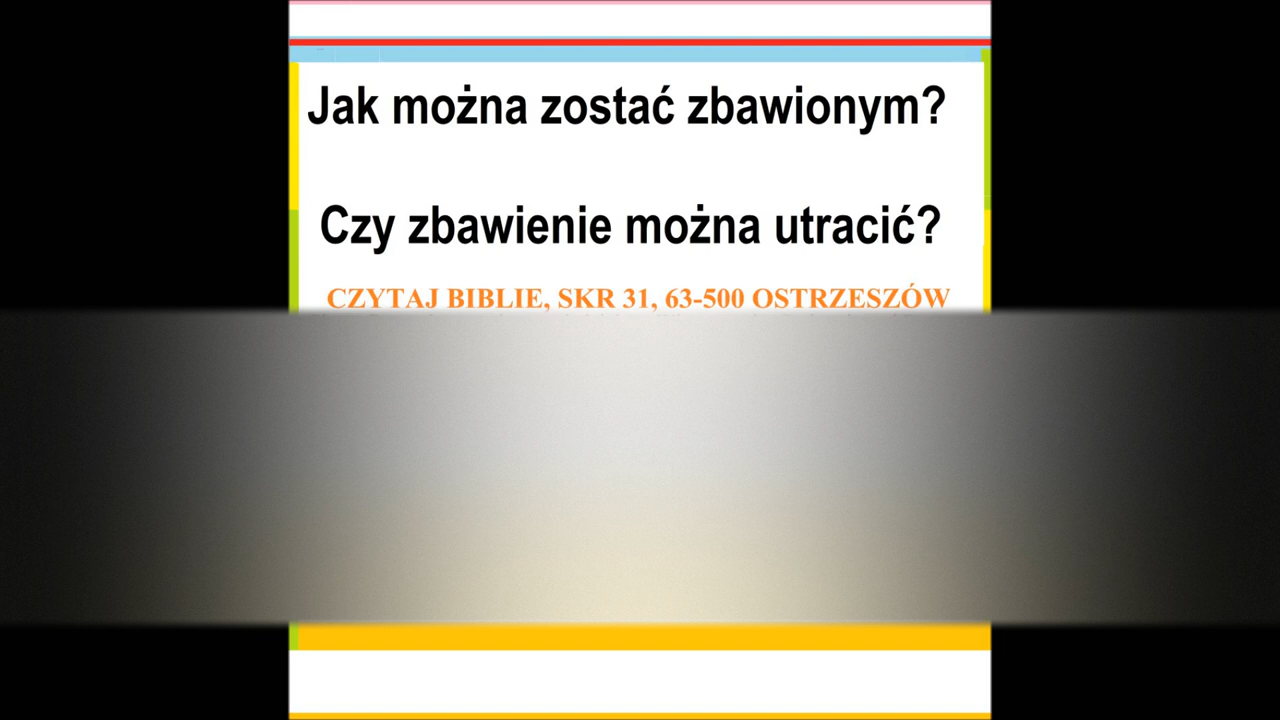 Jak można zostać zbawionym?
Czy zbawienie można utracić?
CZYTAJ BIBLIE, SKR 31, 63-500 OSTRZESZÓW